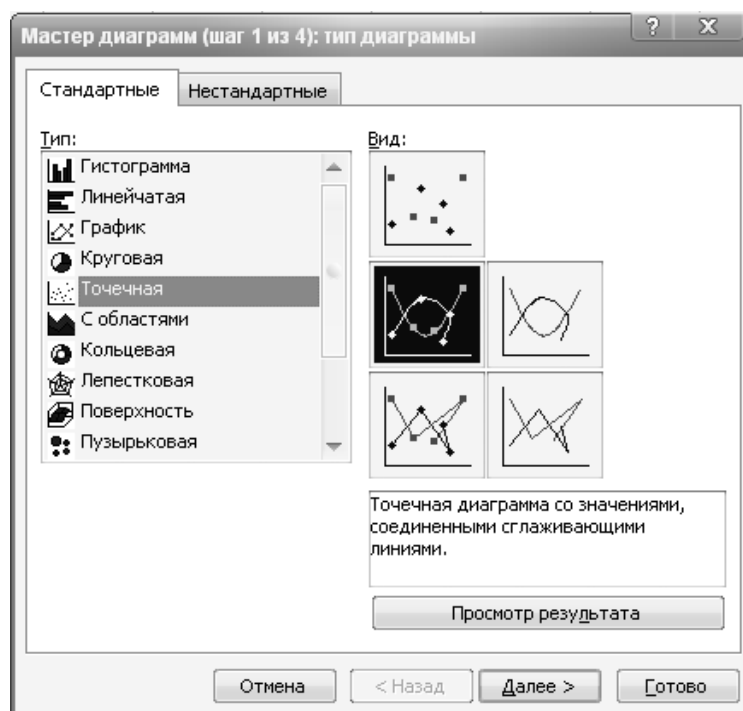 Мастер диаграмм (шаг 1 из 4): тип диаграммы
? X
Стандартные Нестандартные
Тип:
Гистограмма
Линейчатая
График
Круговая
Точечная
С областями
Кольцевая
Лепестковая
Поверхность
Пузырьковая
Вид:
Точечная диаграмма со значениями,
соединенными сглаживающими
линиями.
Просмотр результата
Отмена < Назад Далее > Готово